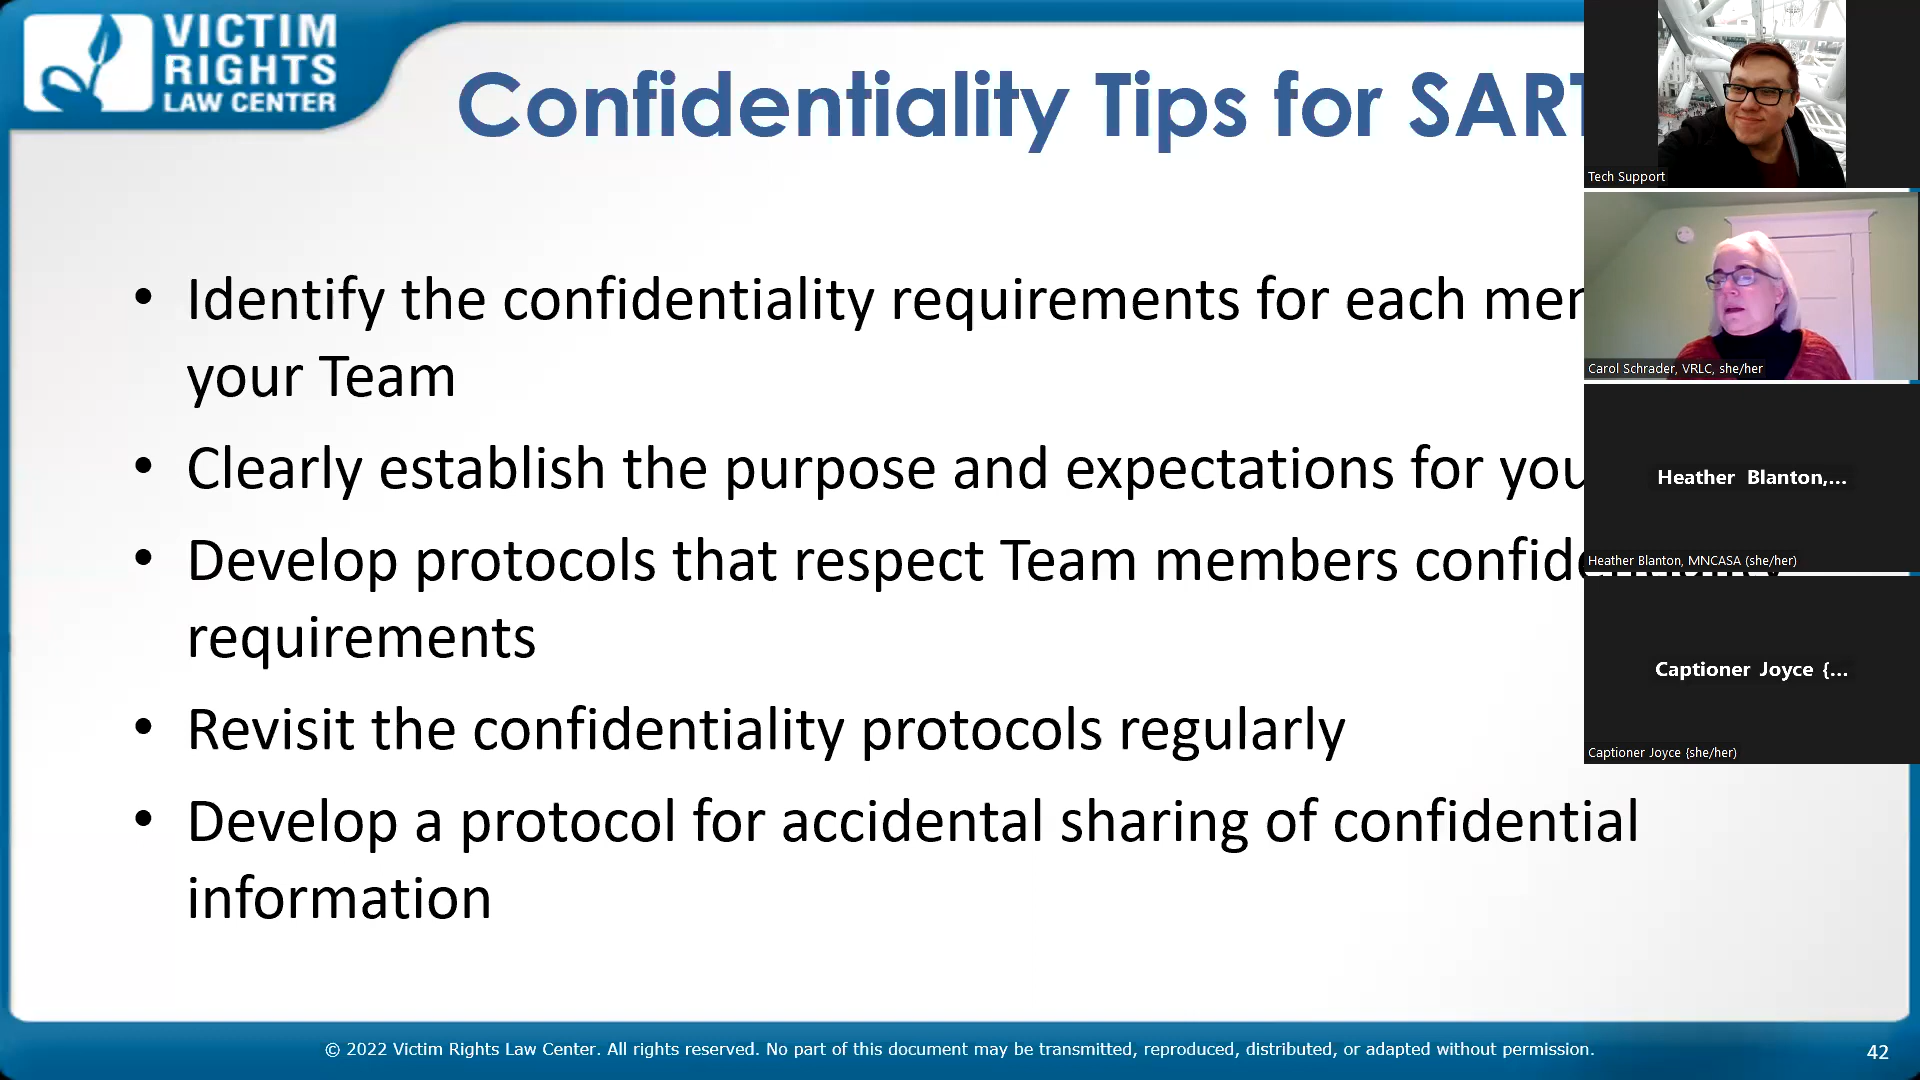 VICTIM
RIGHTS
LAW CENTER
Confidentiality Tips for SART
• Identify the confidentiality requirements for each
your Team
• Clearly establish the purpose and expectations for
• Develop protocols that respect Team members
requirements
• Revisit the confidentiality protocols regularly
• Develop a protocol for accidental sharing of confidential
information
Tech Support
Carol Schrader, VRLC, she/her
Heather Blanton,...
Heather Blanton, MNCASA (she/her)
Captioner Joyce {...
Captioner Joyce {she/her)
© 2022 Victim Rights Law Center. All rights reserved. No part of this document may be transmitted, reproduced, distributed, or adapted without permission.
42